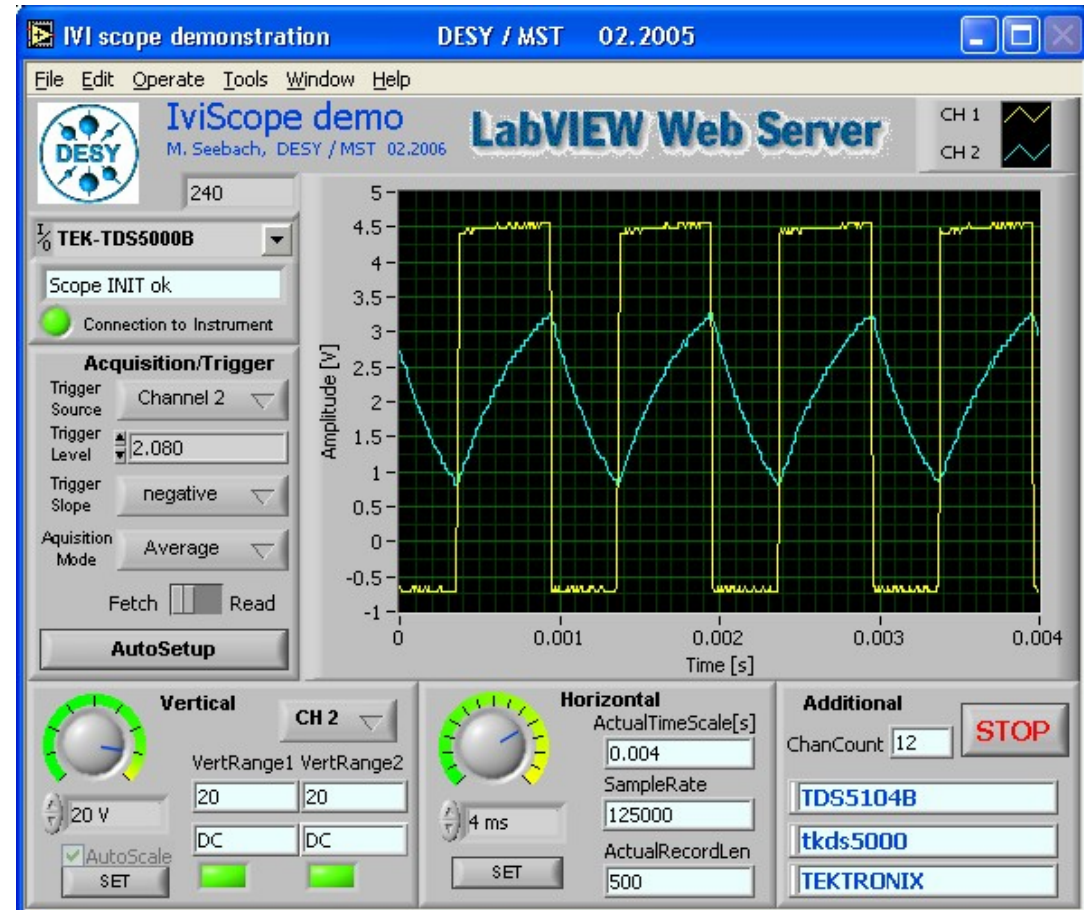 IVI scope demonstration DESY / MST 02.2005
File Edit Operate Tools Window Help
DESY
IviScope demo
M. Seebach, DESY / MST 02.2006
LabVIEW Web Server
CH 1
CH 2
240
I/O TEK-TDS5000B
Scope INIT ok
Connection to Instrument
Acquisition/Trigger
Trigger
Source
Channel 2
Trigger
Level
2.080
Trigger
Slope
negative
Aquisition
Mode
Average
Fetch Read
AutoSetup
Amplitude [V]
5
4.5
4
3.5
3
2.5
2
1.5
1
0.5
0
-0.5
-1
0 0.001 0.002 0.003 0.004
Time [s]
Vertical
CH 2
VertRange1 VertRange2
20 20
DC DC
20 V
AutoScale
SET
Horizontal
ActualTimeScale[s]
0.004
SampleRate
125000
ActualRecordLen
500
4 ms
SET
Additional
ChanCount 12
STOP
TDS5104B
tkds5000
TEKTRONIX